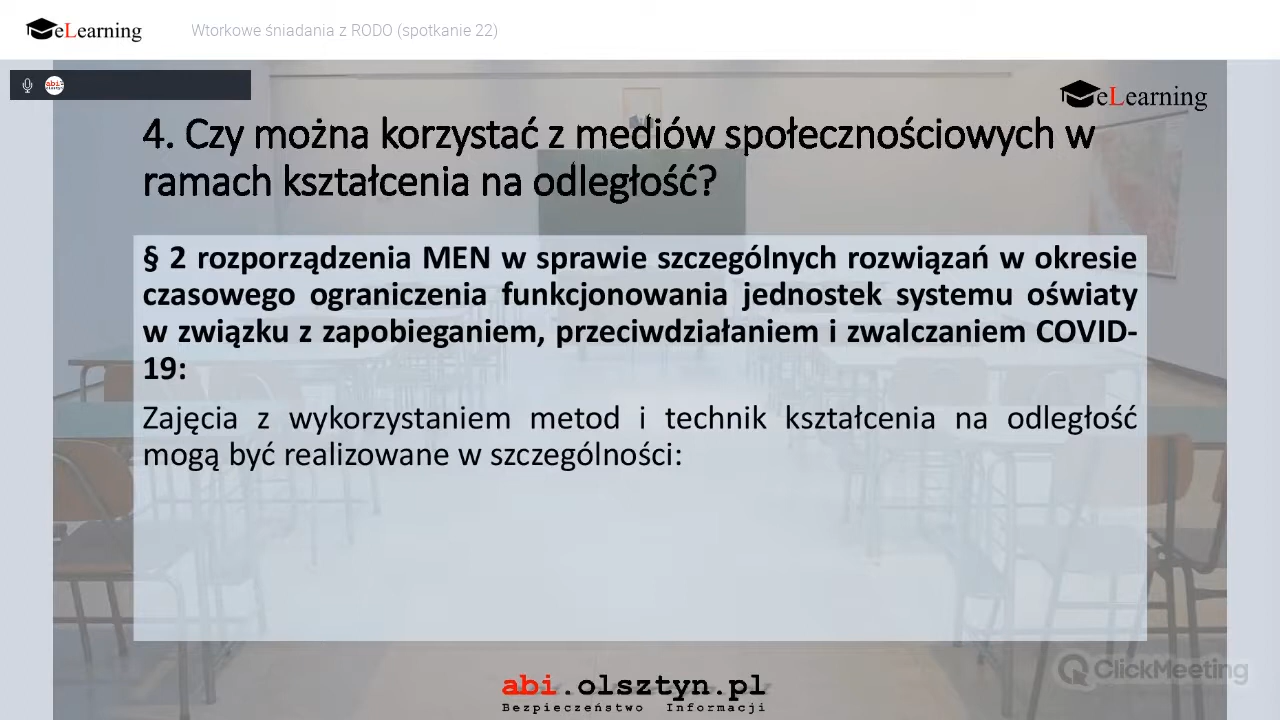 eLearning
Wtorkowe śniadania z RODO (spotkanie 22)
abi
eLearning
4. Czy można korzystać z mediów społecznościowych w
ramach kształcenia na odległość?
§ 2 rozporządzenia MEN w sprawie szczególnych rozwiązań w okresie
czasowego ograniczenia funkcjonowania jednostek systemu oświaty
w związku z zapobieganiem, przeciwdziałaniem i zwalczaniem COVID-
19:
Zajęcia z wykorzystaniem metod i technik kształcenia na odległość
mogą być realizowane w szczególności:
ClickMeeting
abi.olsztyn.pl
Bezpieczeństwo Informacji